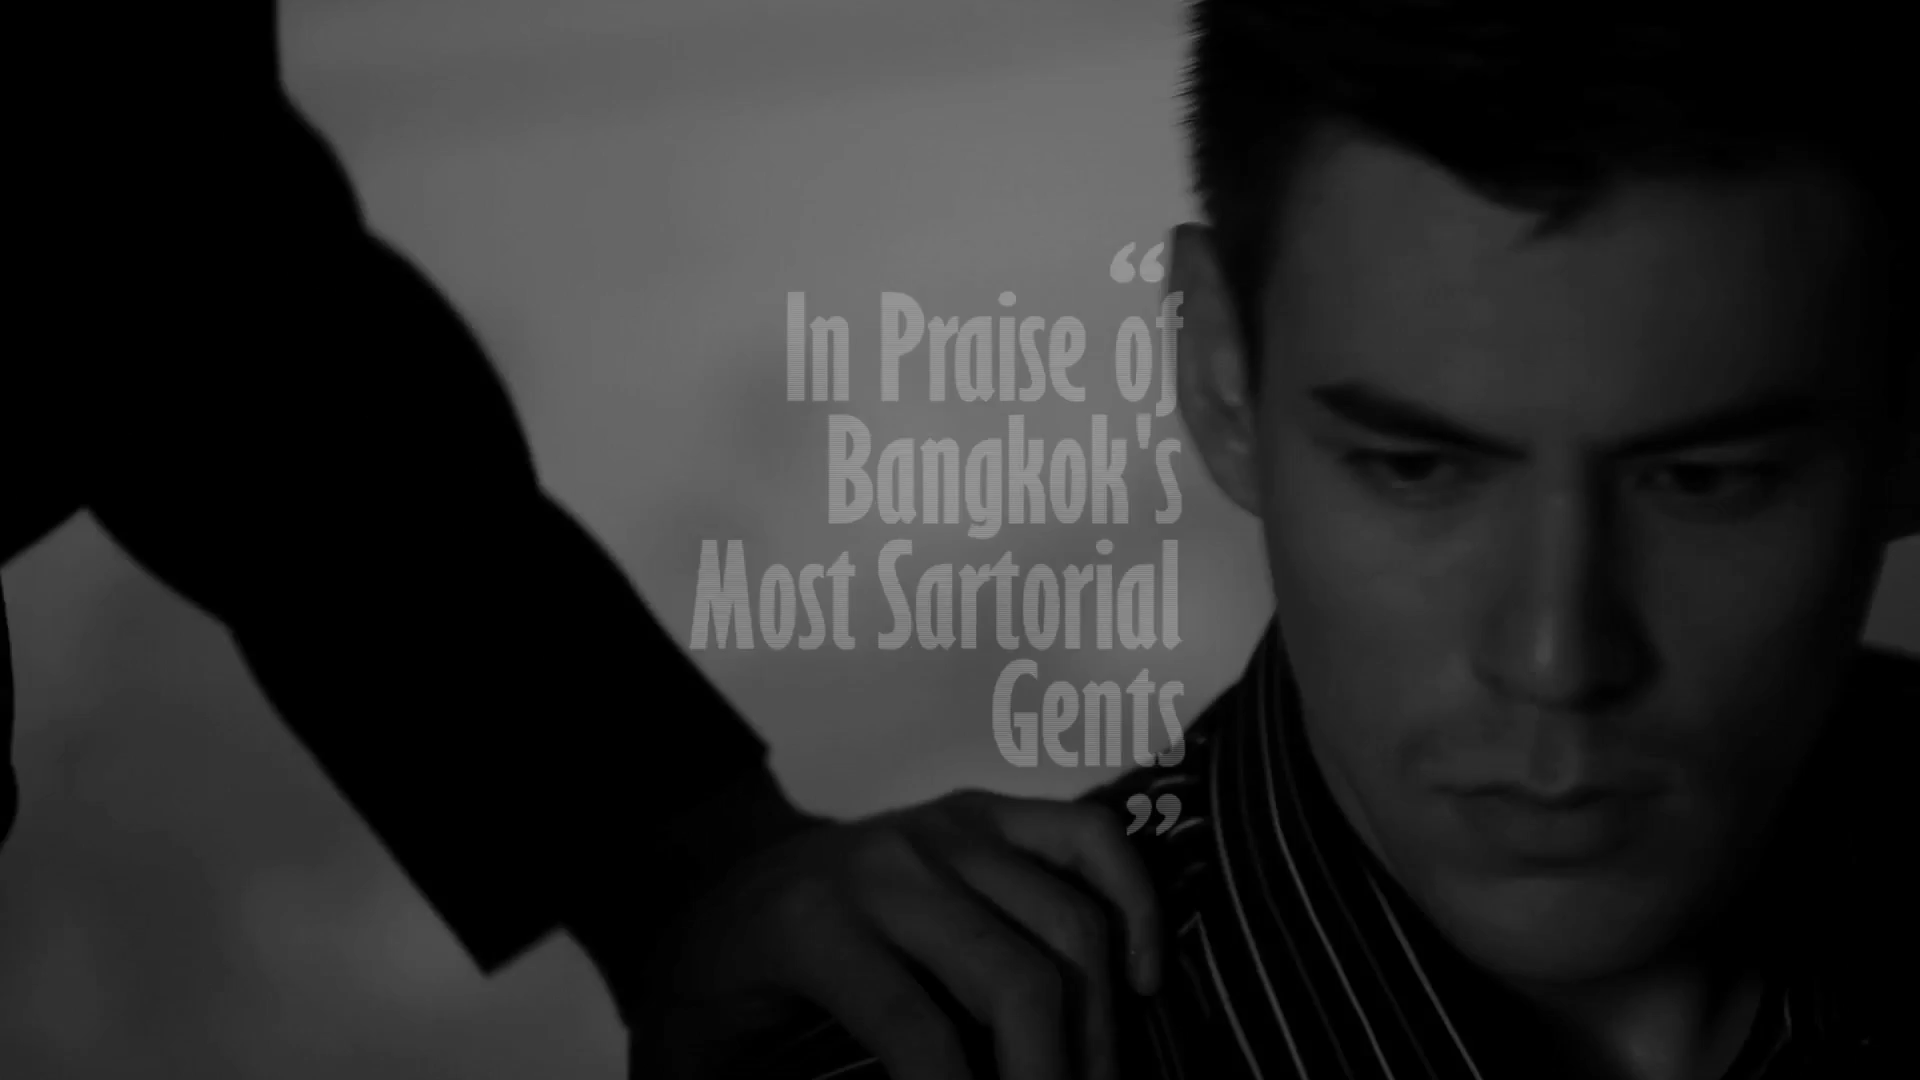 “
In Praise of
Bangkok's
Most Sartorial
Gents
”